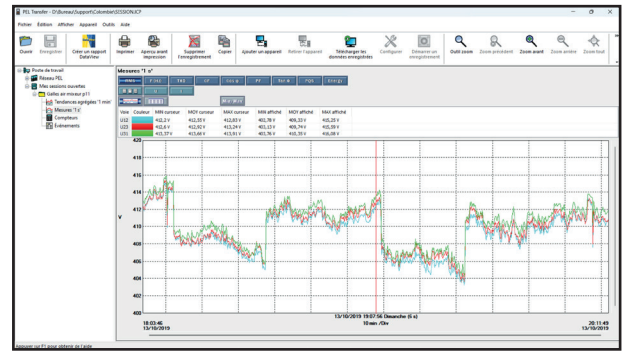 PEL Transfer - D:\Bureau\Support\Colombier\SESSION.ICP
Fichier Édition Afficher Appareil Outils Aide
Ouvrir Enregistrer Créer un rapport DataView Imprimer Aperçu avant impression Supprimer l'enregistrement Copier Ajouter un appareil Retirer l'appareil Télécharger les données enregistrées Configurer Démarrer un enregistrement Outil zoom Zoom précédent Zoom avant Zoom arrière Zoom tout
Poste de travail
Réseau PEL
Mes sessions ouvertes
Tendances agrégées '1 min'
Mesures '1 s'
Compteurs
Événements
Mesures "1 s"
Voie Couleur MIN curseur MOY curseur MAX curseur MIN affiché MOY affiché MAX affiché
U12 412,2 V 412,55 V 412,83 V 402,78 V 409,33 V 415,25 V
U23 412,6 V 412,92 V 413,24 V 403,13 V 409,74 V 415,59 V
U31 413,37 V 413,66 V 413,91 V 403,76 V 410,35 V 416,08 V
420
418
416
414
412
V
410
408
406
404
402
400
13/10/2019 19:07:56 Dimanche (6 s)
18:03:46 10 min /Div 20:11:49
13/10/2019 13/10/2019
Appuyer sur F1 pour obtenir de l'aide